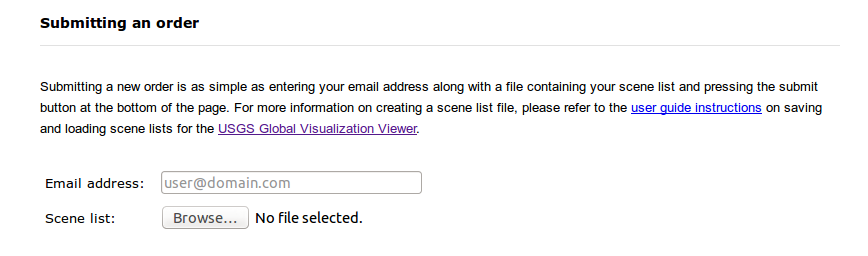 Submitting an order
Submitting a new order is as simple as entering your email address along with a file containing your scene list and pressing the submit
button at the bottom of the page. For more information on creating a scene list file, please refer to the user guide instructions on saving
and loading scene lists for the USGS Global Visualization Viewer.
Email address: user@domain.com
Scene list: Browse... No file selected.